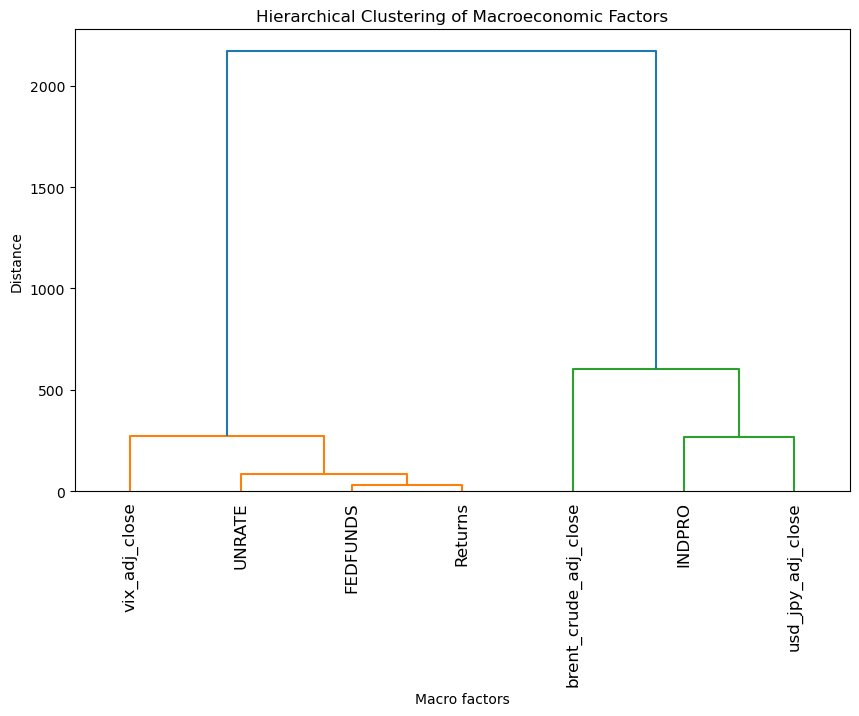 Hierarchical Clustering of Macroeconomic Factors
Distance
2000
1500
1000
500
0
vix_adj_close
UNRATE
FEDFUNDS
Returns
brent_crude_adj_close
INDPRO
usd_jpy_adj_close
Macro factors